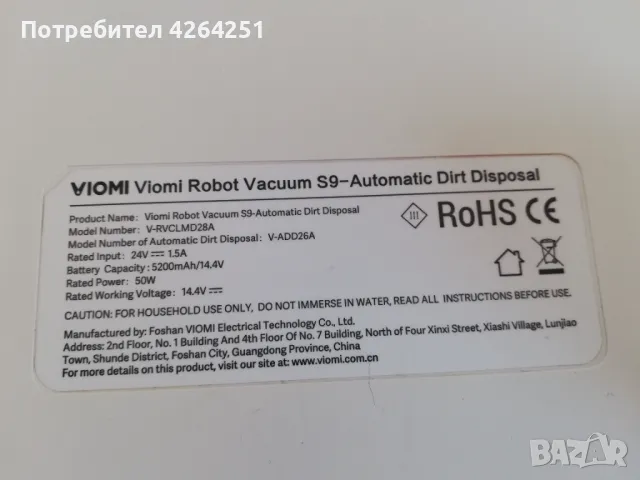 Потребител 4264251
VIOMI Viomi Robot Vacuum S9-Automatic Dirt Disposal
Product Name: Viomi Robot Vacuum S9-Automatic Dirt Disposal
Model Number: V-RVCLMD28A
Model Number of Automatic Dirt Disposal: V-ADD26A
Rated Input: 24V⎓ 1.5A
Battery Capacity: 5200mAh/14.4V
Rated Power: 50W
Rated Working Voltage: 14.4V⎓
RoHS CE
CAUTION: FOR HOUSEHOLD USE ONLY, DO NOT IMMERSE IN WATER, READ ALL INSTRUCTIONS BEFORE USE.
Manufactured by: Foshan VIOMI Electrical Technology Co., Ltd.
Address: 2nd Floor, No. 1 Building And 4th Floor Of No. 7 Building, North of Four Xinxi Street, Xiashi Village, Lunjiao
Town, Shunde District, Foshan City, Guangdong Province, China
For more details on this product, visit our site at: www.viomi.com.cn
BAZAR